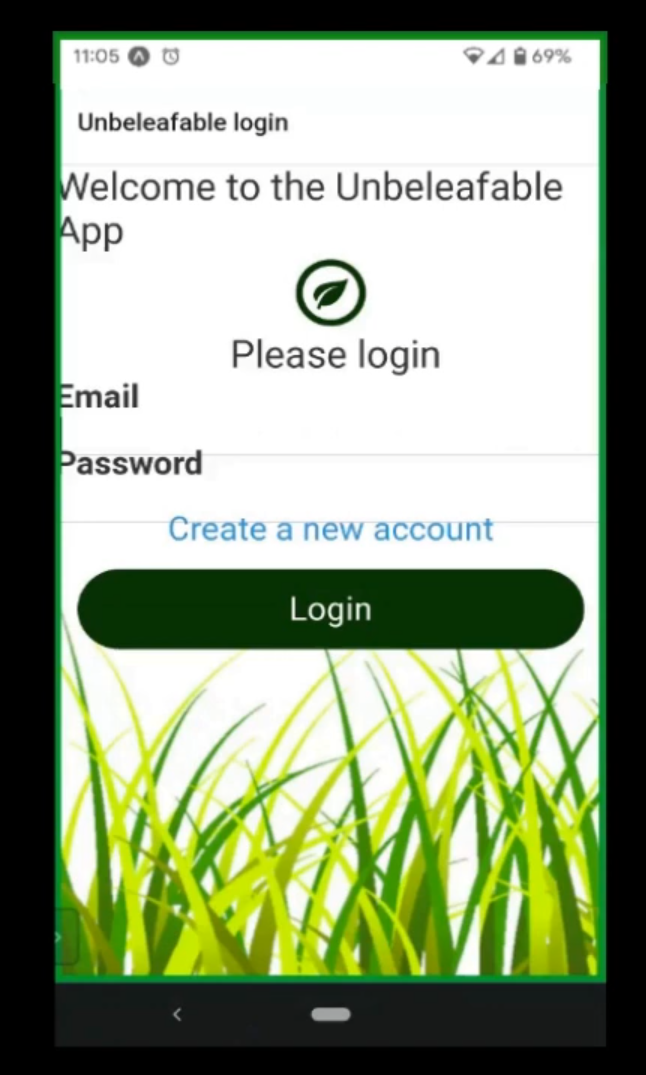 11:05 69%
Unbeleafable login
Welcome to the Unbeleafable
App
Please login
Email
Password
Create a new account
Login